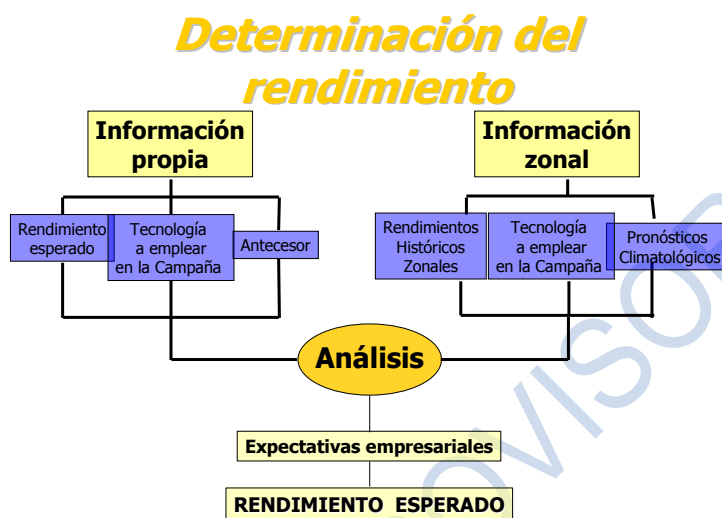 Determinación del
rendimiento
Información
propia
Información
zonal
Rendimiento
esperado
Tecnología
a emplear
en la Campaña
Antecesor
Rendimientos
Históricos
Zonales
Tecnología
a emplear
en la Campaña
Pronósticos
Climatológicos
Análisis
Expectativas empresariales
RENDIMIENTO ESPERADO